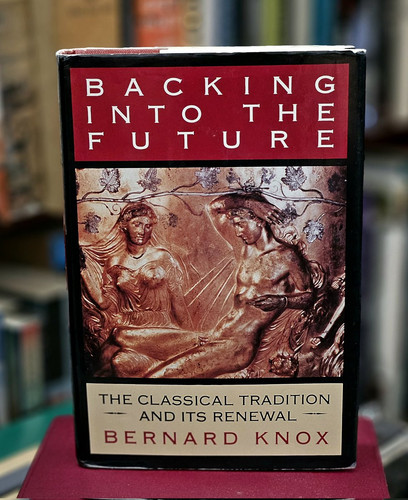 BACKING
INTO THE
FUTURE
THE CLASSICAL TRADITION
AND ITS RENEWAL
BERNARD KNOX